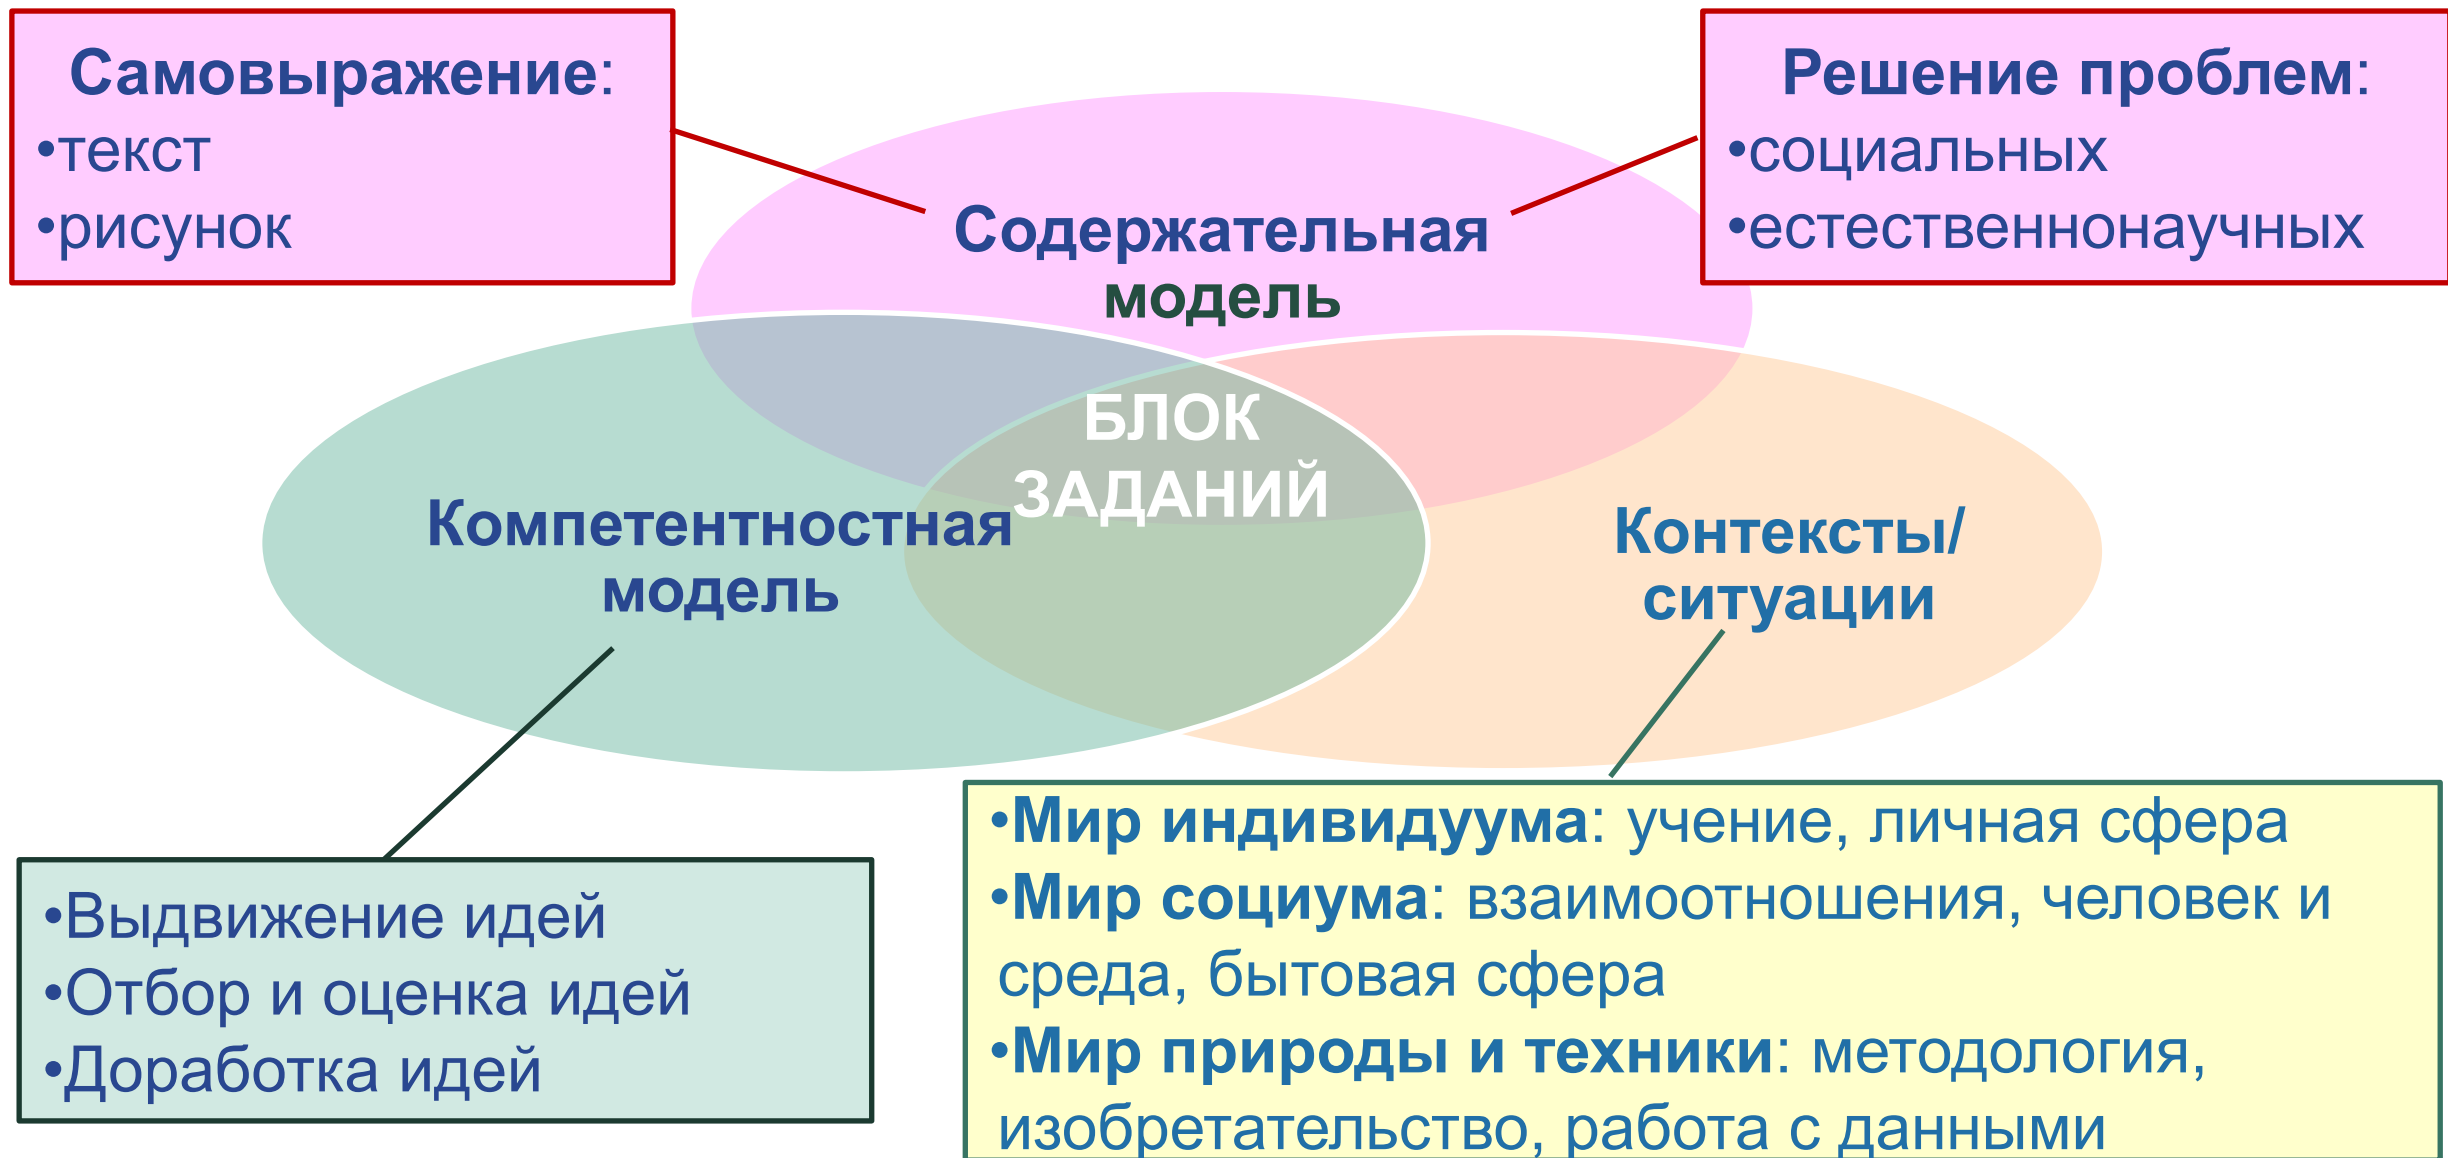 Самовыражение:
•текст
•рисунок
Решение проблем:
•социальных
•естественнонаучных
Содержательная
модель
БЛОК
ЗАДАНИЙ
Компетентностная
модель
Контексты/
ситуации
•Выдвижение идей
•Отбор и оценка идей
•Доработка идей
•Мир индивидуума: учение, личная сфера
•Мир социума: взаимоотношения, человек и
среда, бытовая сфера
•Мир природы и техники: методология,
изобретательство, работа с данными